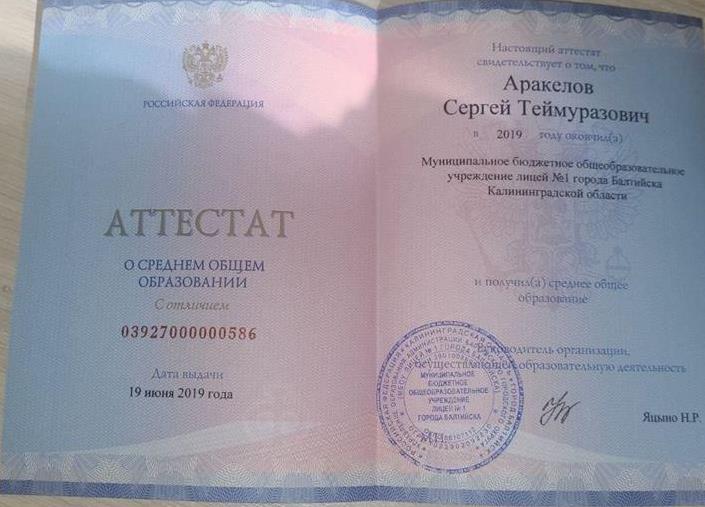 РОССИЙСКАЯ ФЕДЕРАЦИЯ
АТТЕСТАТ
О СРЕДНЕМ ОБЩЕМ
ОБРАЗОВАНИИ
С отличием
03927000000586
Дата выдачи
19 июня 2019 года
Настоящий аттестат
свидетельствует о том, что
Аракелов
Сергей Теймуразович
в 2019 году окончил(а)
Муниципальное бюджетное общеобразовательное
учреждение лицей №1 города Балтийска
Калининградской области
и получил(а) среднее общее
образование
Руководитель организации,
осуществляющей образовательную деятельность
Яцыно Н.Р.
МУНИЦИПАЛЬНОЕ
БЮДЖЕТНОЕ
ОБЩЕОБРАЗОВАТЕЛЬНОЕ
УЧРЕЖДЕНИЕ
ЛИЦЕЙ № 1
ГОРОДА БАЛТИЙСКА